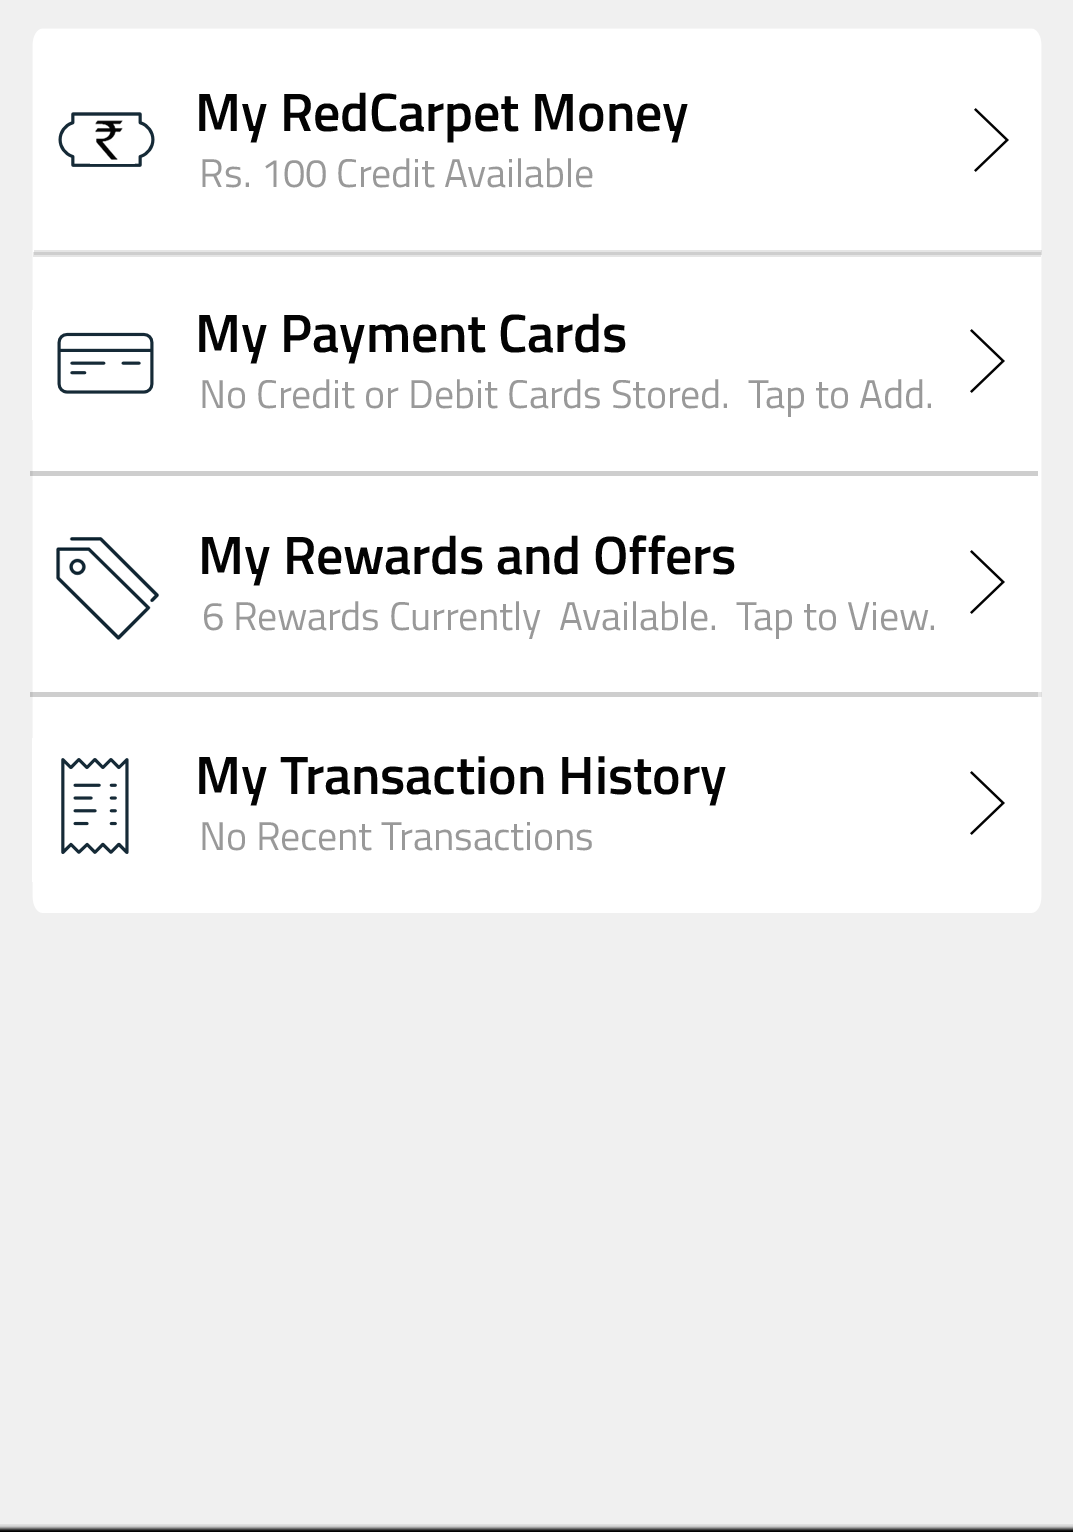 My RedCarpet Money
Rs. 100 Credit Available
My Payment Cards
No Credit or Debit Cards Stored.  Tap to Add.
My Rewards and Offers
6 Rewards Currently  Available.  Tap to View.
My Transaction History
No Recent Transactions